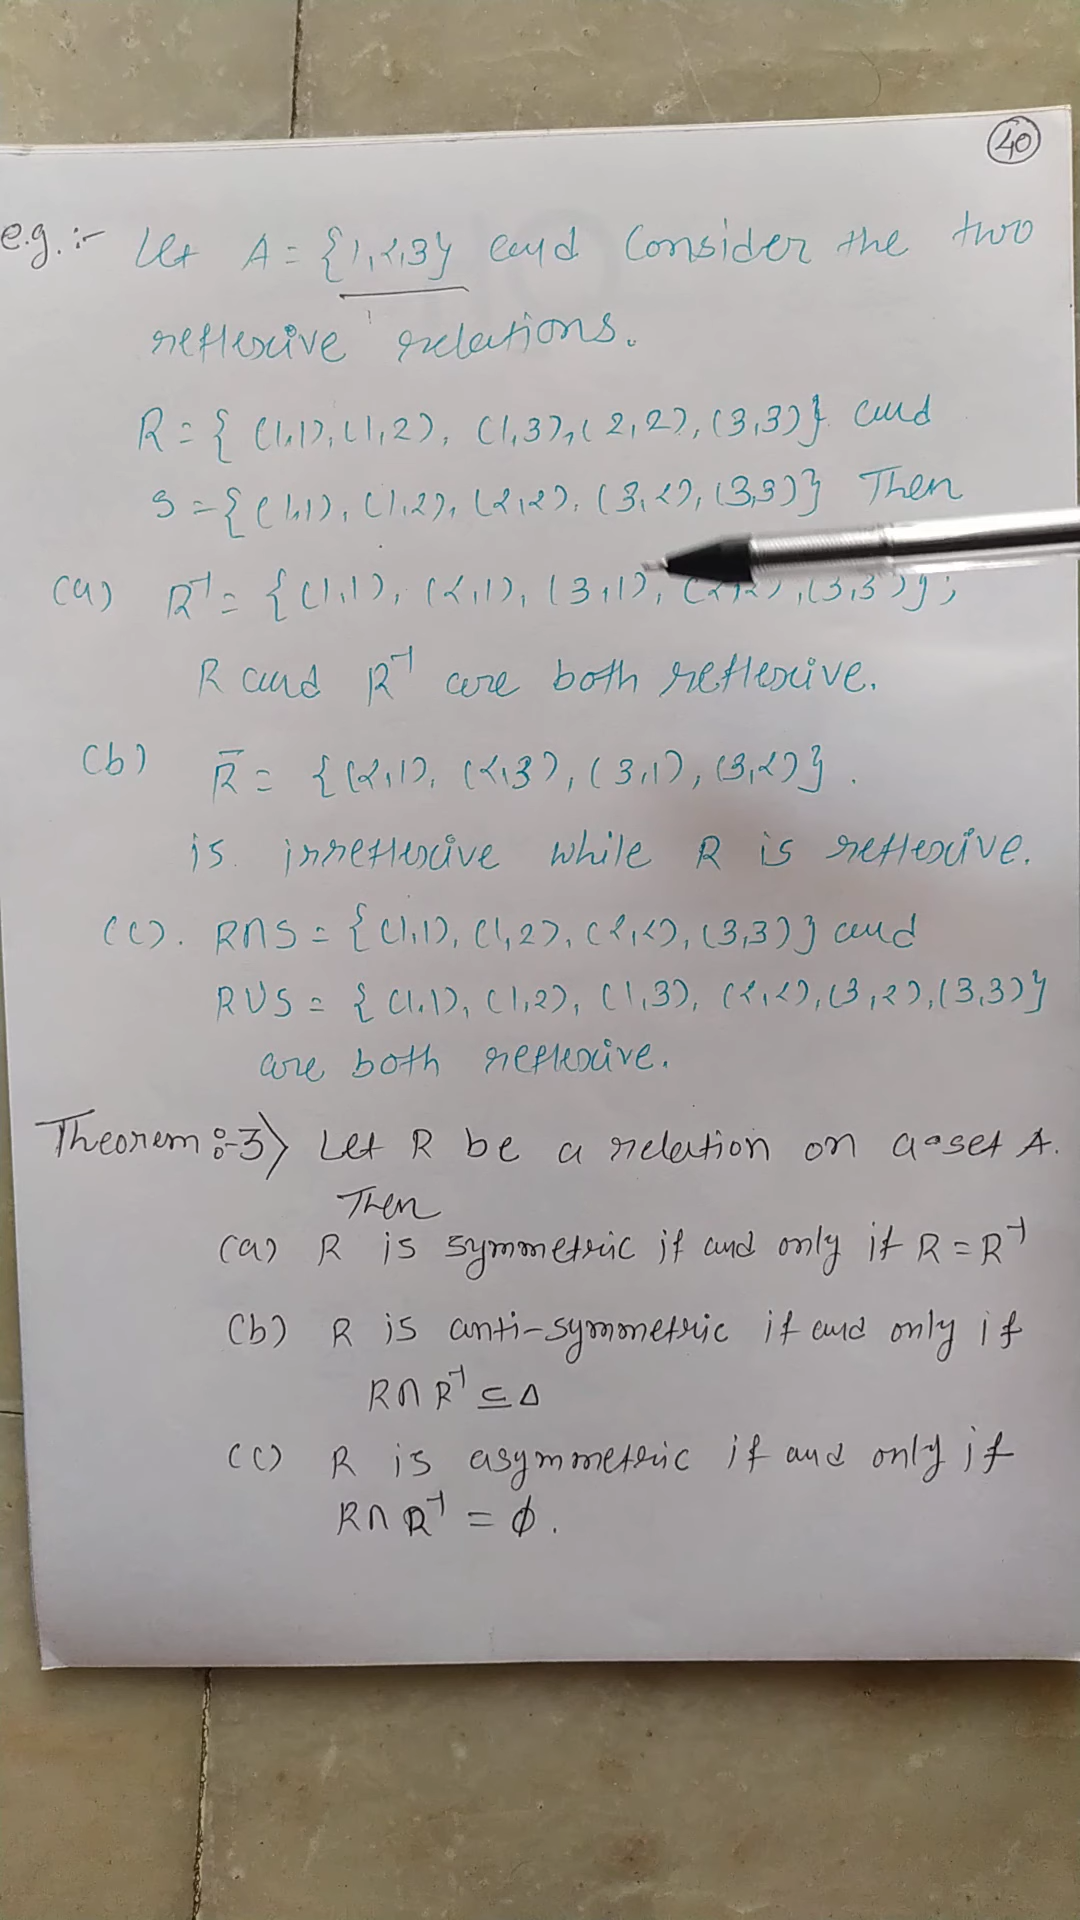 40
e.g. :- Let A = {1,2,3} and Consider the two
reflexive relations.
R = { (1,1), (1,2), (1,3), (2,2), (3,3)} and
S = { (1,1), (1,2), (2,2), (3,2), (3,3)} Then
(a) R⁻¹ = { (1,1), (2,1), (3,1), (2,2), (3,3)};
R and R⁻¹ are both reflexive.
(b) R̅ = {(2,1), (2,3), (3,1), (3,2)}.
is irreflexive while R is reflexive.
(c). R∩S = { (1,1), (1,2), (2,2), (3,3)} and
R∪S = { (1,1), (1,2), (1,3), (2,2), (3,2), (3,3)}
are both reflexive.
Theorem :-3) Let R be a relation on a set A.
Then
(a) R is symmetric if and only if R = R⁻¹
(b) R is anti-symmetric if and only if
R∩R⁻¹ ⊆ Δ
(c) R is asymmetric if and only if
R∩R⁻¹ = ϕ.